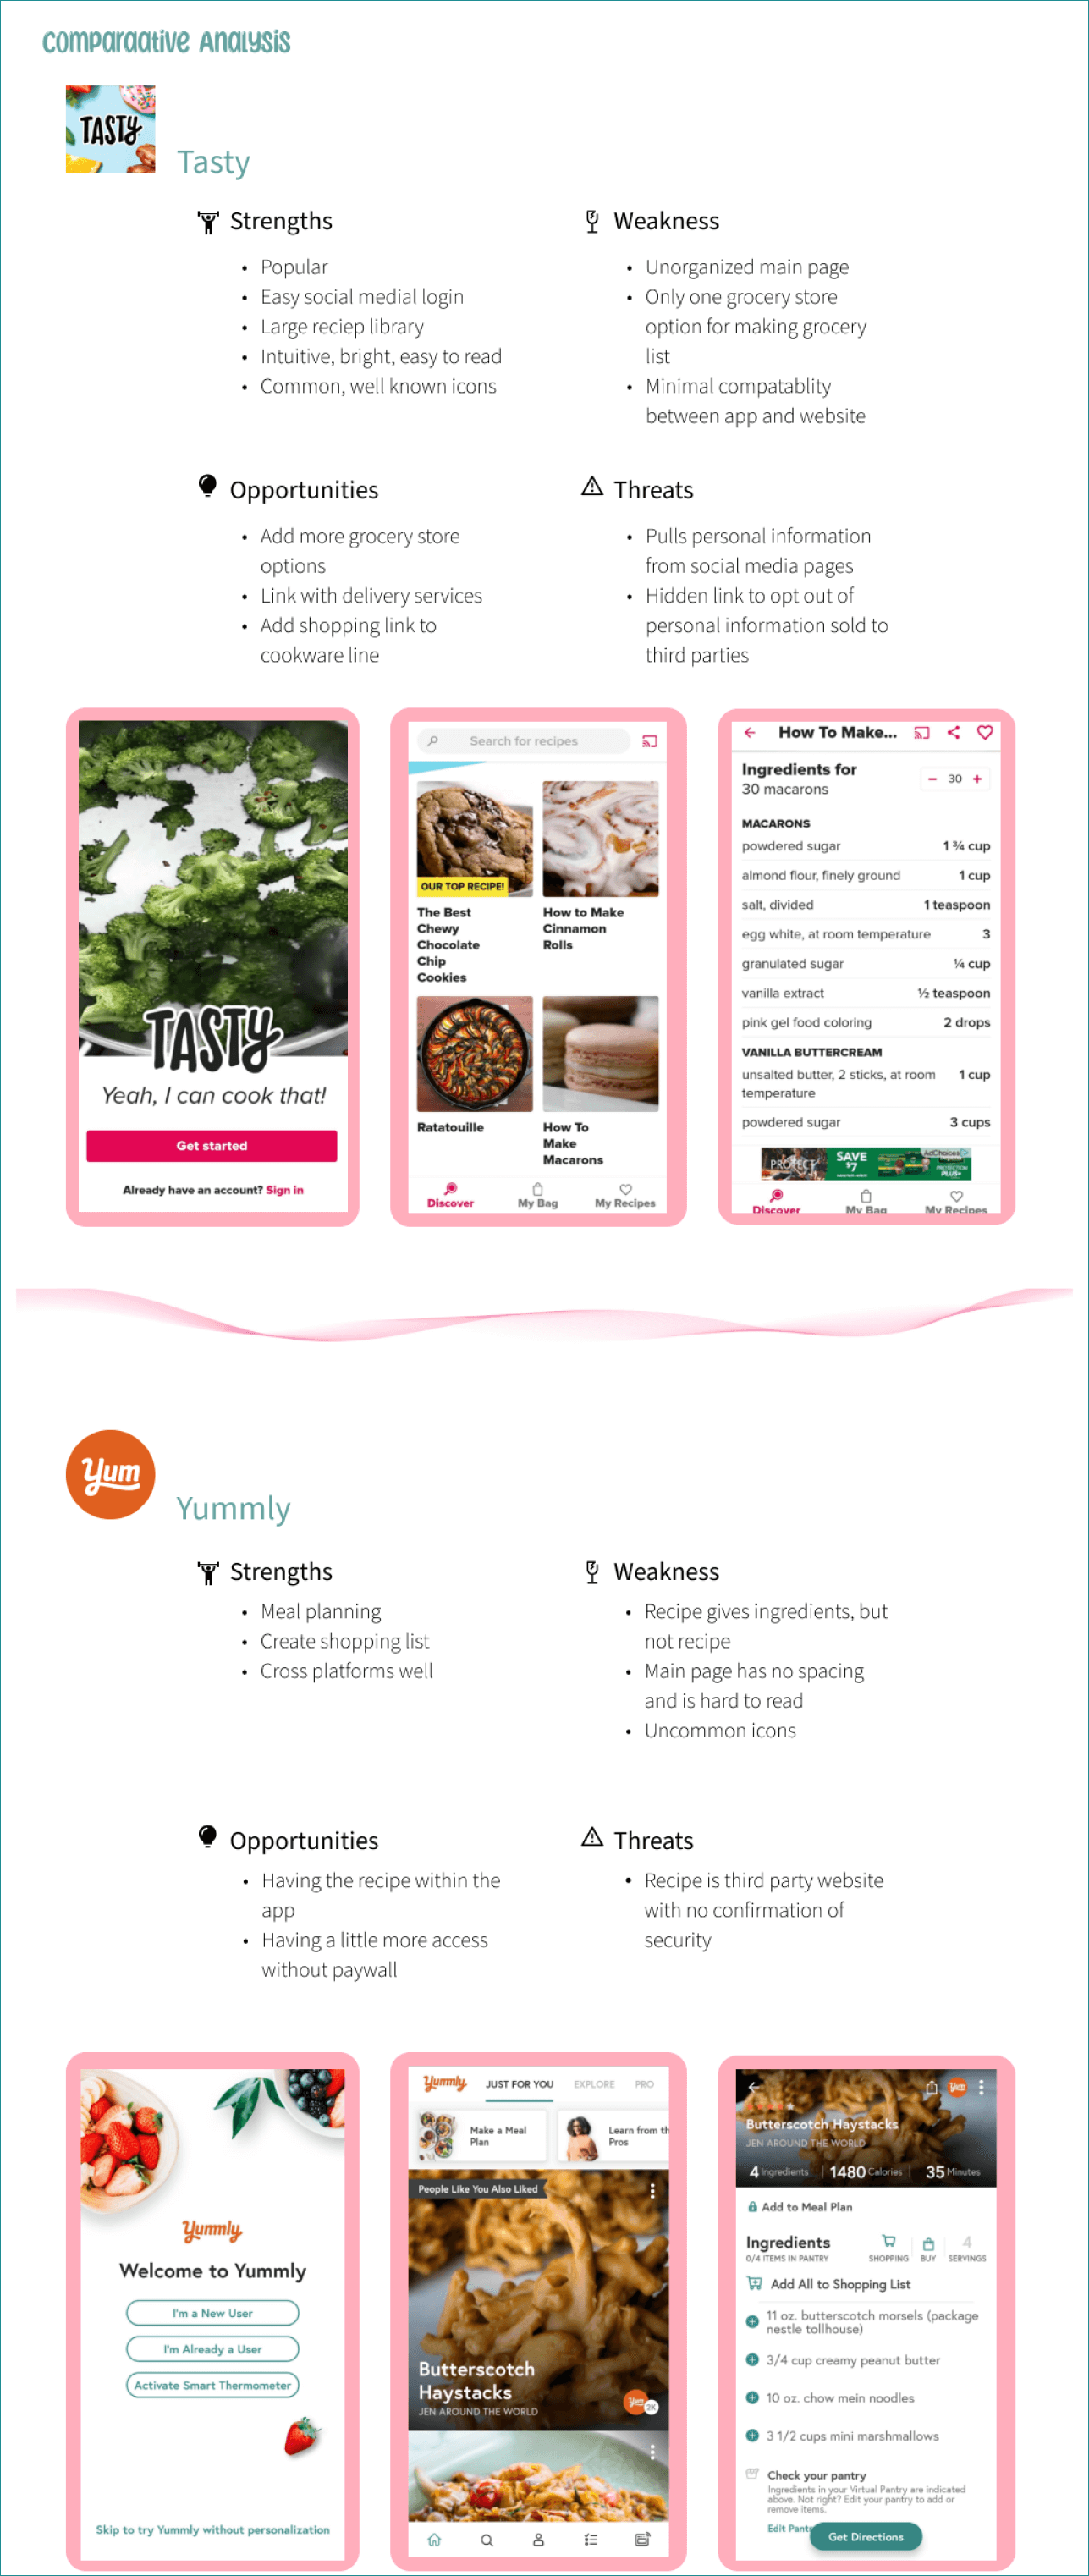 Comparaative Analysis
TASTY
Tasty
Strengths
• Popular
• Easy social medial login
• Large reciep library
• Intuitive, bright, easy to read
• Common, well known icons
Weakness
• Unorganized main page
• Only one grocery store
option for making grocery
list
• Minimal compatablity
between app and website
Opportunities
• Add more grocery store
options
• Link with delivery services
• Add shopping link to
cookware line
Threats
• Pulls personal information
from social media pages
• Hidden link to opt out of
personal information sold to
third parties
TASTY
Yeah, I can cook that!
Get started
Already have an account? Sign in
Search for recipes
OUR TOP RECIPE!
The Best
Chewy
Chocolate
Chip
Cookies
How to Make
Cinnamon
Rolls
Ratatouille
How To
Make
Macarons
Discover My Bag My Recipes
How To Make...
Ingredients for
30 macarons
− 30 +
MACARONS
powdered sugar 1 ¾ cup
almond flour, finely ground 1 cup
salt, divided 1 teaspoon
egg white, at room temperature 3
granulated sugar ¼ cup
vanilla extract ½ teaspoon
pink gel food coloring 2 drops
VANILLA BUTTERCREAM
unsalted butter, 2 sticks, at room 1 cup
temperature
powdered sugar 3 cups
PROTECT SAVE $7 AdChoices
PROTECTION
PLUS+
Discover My Bag My Recipes
Yum
Yummly
Strengths
• Meal planning
• Create shopping list
• Cross platforms well
Weakness
• Recipe gives ingredients, but
not recipe
• Main page has no spacing
and is hard to read
• Uncommon icons
Opportunities
• Having the recipe within the
app
• Having a little more access
without paywall
Threats
• Recipe is third party website
with no confirmation of
security
Yummly
Welcome to Yummly
I'm a New User
I'm Already a User
Activate Smart Thermometer
Skip to try Yummly without personalization
Yummly JUST FOR YOU EXPLORE PRO
Make a Meal
Plan
Learn from th
Pros
People Like You Also Liked
Butterscotch
Haystacks
JEN AROUND THE WORLD
Yum 2K
Yum
Butterscotch Haystacks
JEN AROUND THE WORLD
4 Ingredients | 1480 Calories | 35 Minutes
Add to Meal Plan
Ingredients
0/4 ITEMS IN PANTRY
SHOPPING BUY 4 SERVINGS
Add All to Shopping List
11 oz. butterscotch morsels (package
nestle tollhouse)
3/4 cup creamy peanut butter
10 oz. chow mein noodles
3 1/2 cups mini marshmallows
Check your pantry
Ingredients in your Virtual Pantry are indicated
above. Not right? Edit your pantry to add or
remove items.
Edit Pant
Get Directions